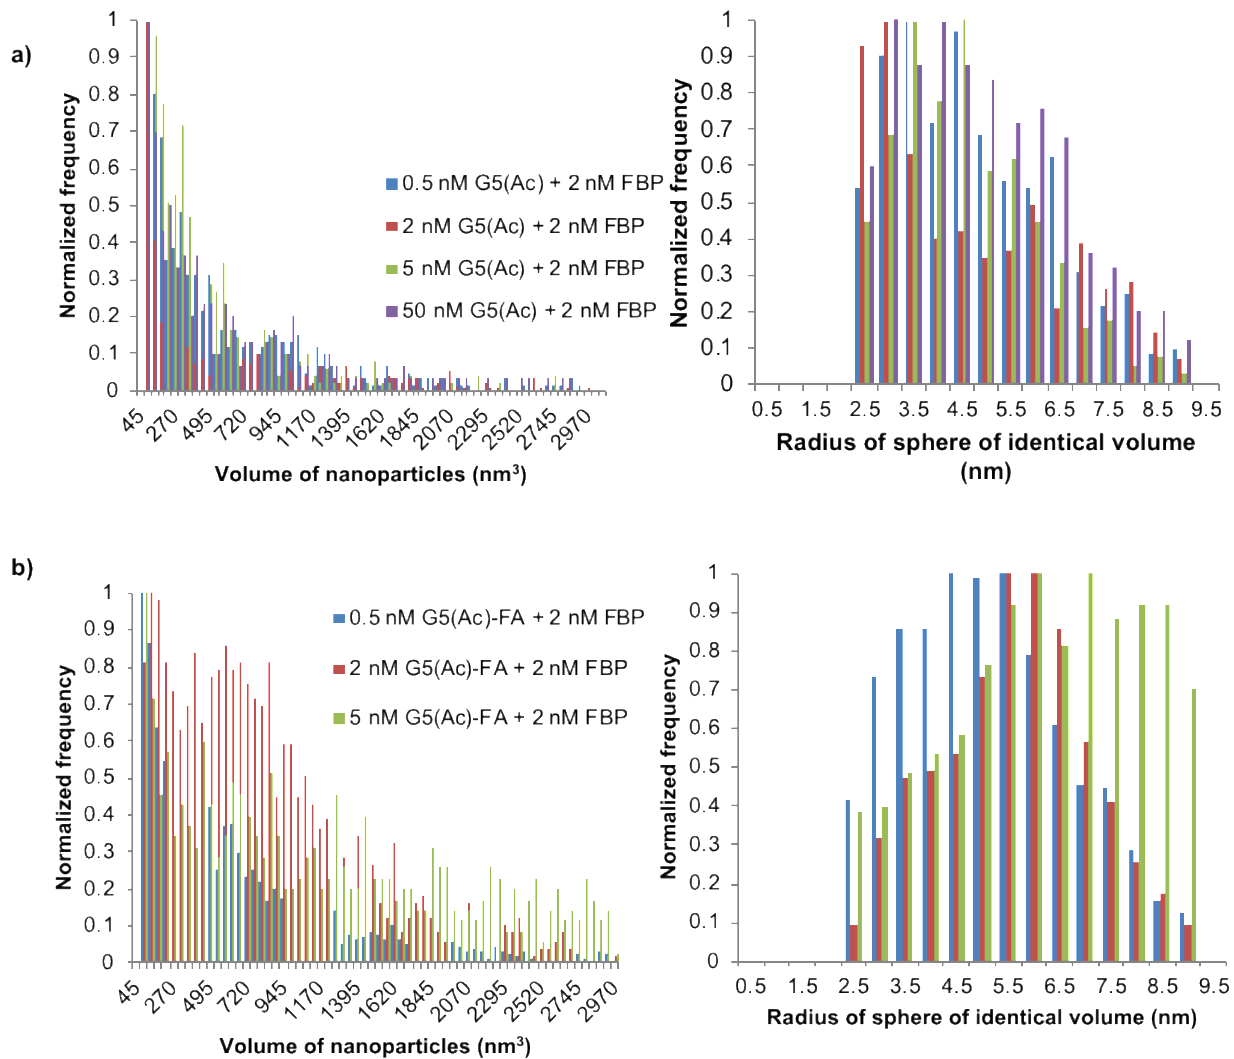 a)
Normalized frequency
1
0.9
0.8
0.7
0.6
0.5
0.4
0.3
0.2
0.1
0
45 270 495 720 945 1170 1395 1620 1845 2070 2295 2520 2745 2970
Volume of nanoparticles (nm³)
0.5 nM G5(Ac) + 2 nM FBP
2 nM G5(Ac) + 2 nM FBP
5 nM G5(Ac) + 2 nM FBP
50 nM G5(Ac) + 2 nM FBP
Normalized frequency
1
0.9
0.8
0.7
0.6
0.5
0.4
0.3
0.2
0.1
0
0.5 1.5 2.5 3.5 4.5 5.5 6.5 7.5 8.5 9.5
Radius of sphere of identical volume
(nm)
b)
Normalized frequency
1
0.9
0.8
0.7
0.6
0.5
0.4
0.3
0.2
0.1
0
45 270 495 720 945 1170 1395 1620 1845 2070 2295 2520 2745 2970
Volume of nanoparticles (nm³)
0.5 nM G5(Ac)-FA + 2 nM FBP
2 nM G5(Ac)-FA + 2 nM FBP
5 nM G5(Ac)-FA + 2 nM FBP
Normalized frequency
1
0.9
0.8
0.7
0.6
0.5
0.4
0.3
0.2
0.1
0
0.5 1.5 2.5 3.5 4.5 5.5 6.5 7.5 8.5 9.5
Radius of sphere of identical volume (nm)